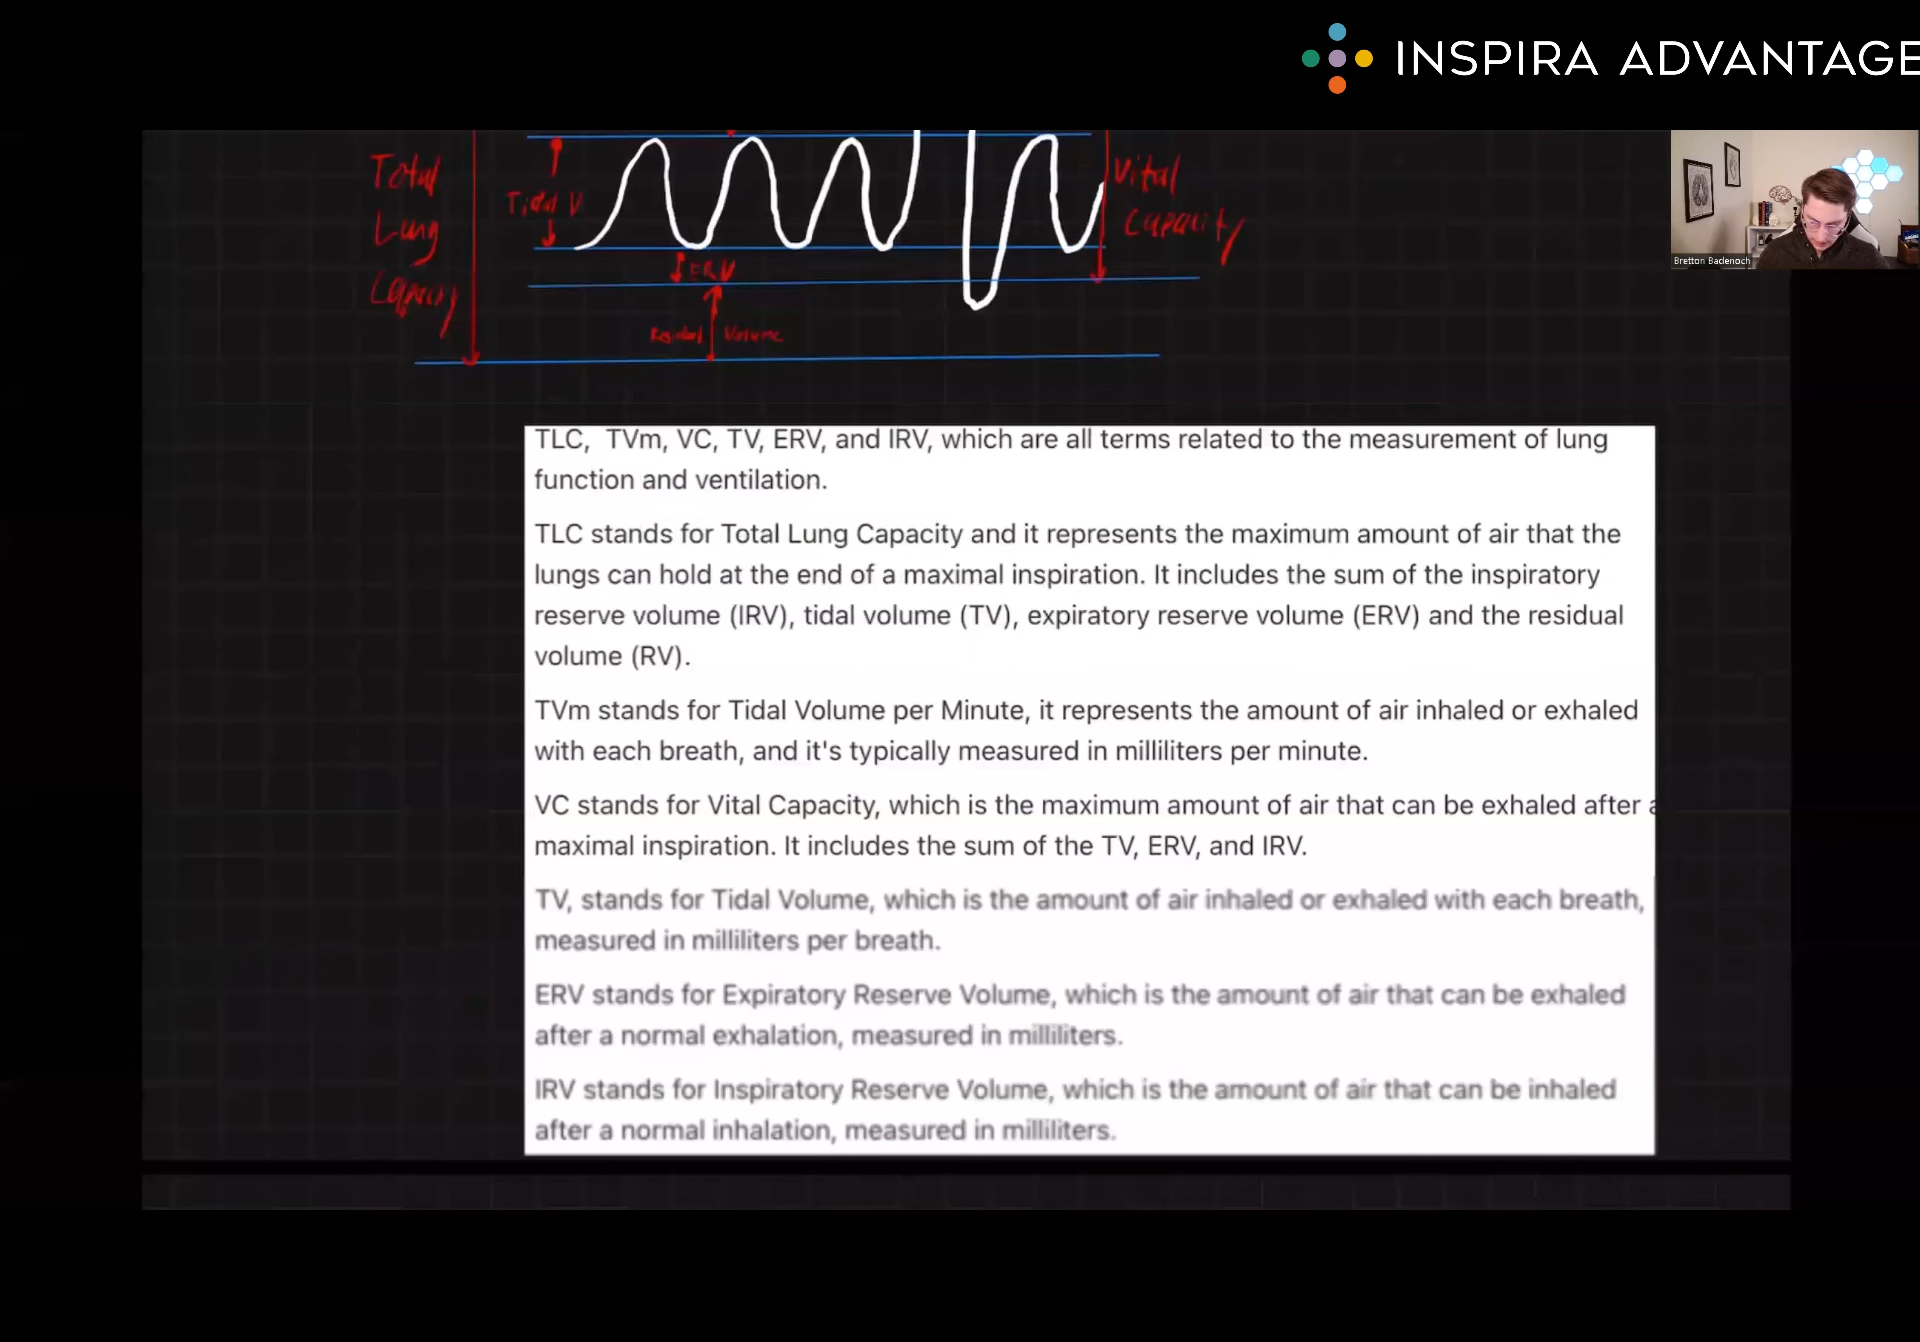 INSPIRA ADVANTAGE
Total
Lung
Capacity
Tidal V
ERV
Residual Volume
Vital
Capacity
Bretton Badenoch
TLC, TVm, VC, TV, ERV, and IRV, which are all terms related to the measurement of lung
function and ventilation.
TLC stands for Total Lung Capacity and it represents the maximum amount of air that the
lungs can hold at the end of a maximal inspiration. It includes the sum of the inspiratory
reserve volume (IRV), tidal volume (TV), expiratory reserve volume (ERV) and the residual
volume (RV).
TVm stands for Tidal Volume per Minute, it represents the amount of air inhaled or exhaled
with each breath, and it's typically measured in milliliters per minute.
VC stands for Vital Capacity, which is the maximum amount of air that can be exhaled after a
maximal inspiration. It includes the sum of the TV, ERV, and IRV.
TV, stands for Tidal Volume, which is the amount of air inhaled or exhaled with each breath,
measured in milliliters per breath.
ERV stands for Expiratory Reserve Volume, which is the amount of air that can be exhaled
after a normal exhalation, measured in milliliters.
IRV stands for Inspiratory Reserve Volume, which is the amount of air that can be inhaled
after a normal inhalation, measured in milliliters.